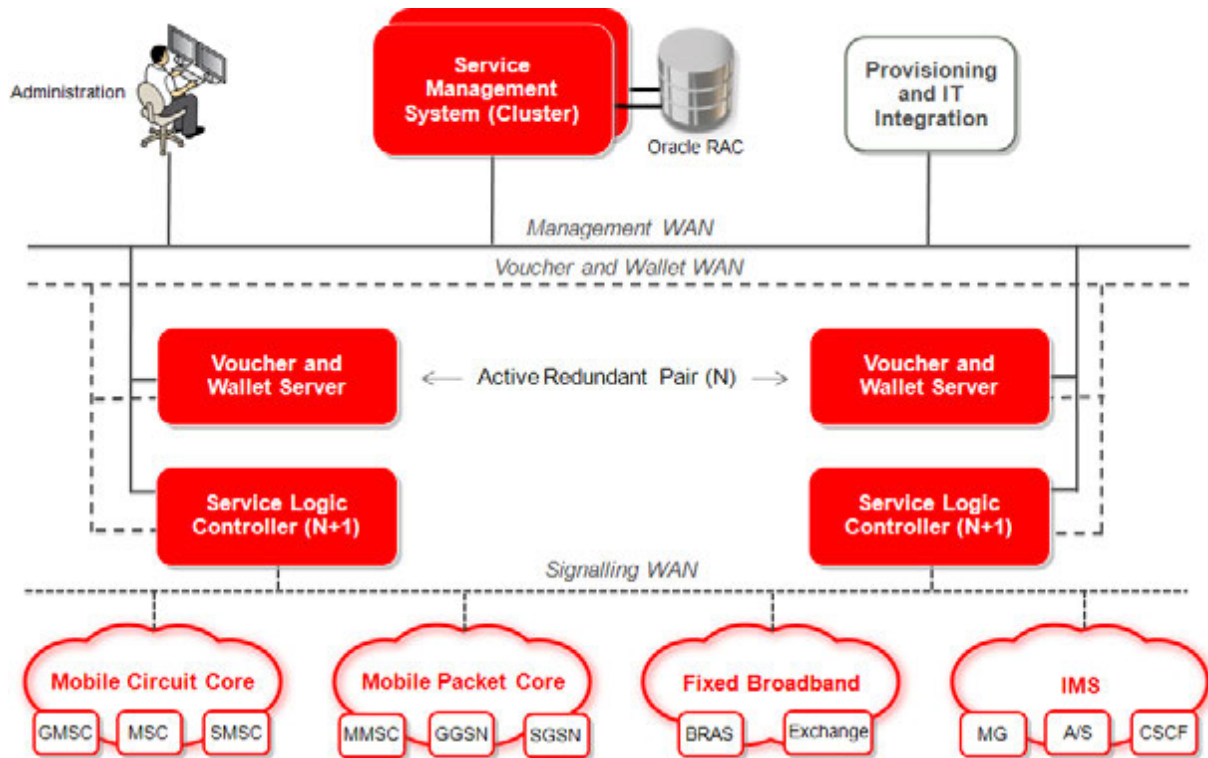 Administration
Service
Management
System (Cluster)
Oracle RAC
Provisioning
and IT
Integration
Management WAN
Voucher and Wallet WAN
Voucher and
Wallet Server
Active Redundant Pair (N)
Voucher and
Wallet Server
Service Logic
Controller (N+1)
Service Logic
Controller (N+1)
Signalling WAN
Mobile Circuit Core
GMSC
MSC
SMSC
Mobile Packet Core
MMSC
GGSN
SGSN
Fixed Broadband
BRAS
Exchange
IMS
MG
A/S
CSCF